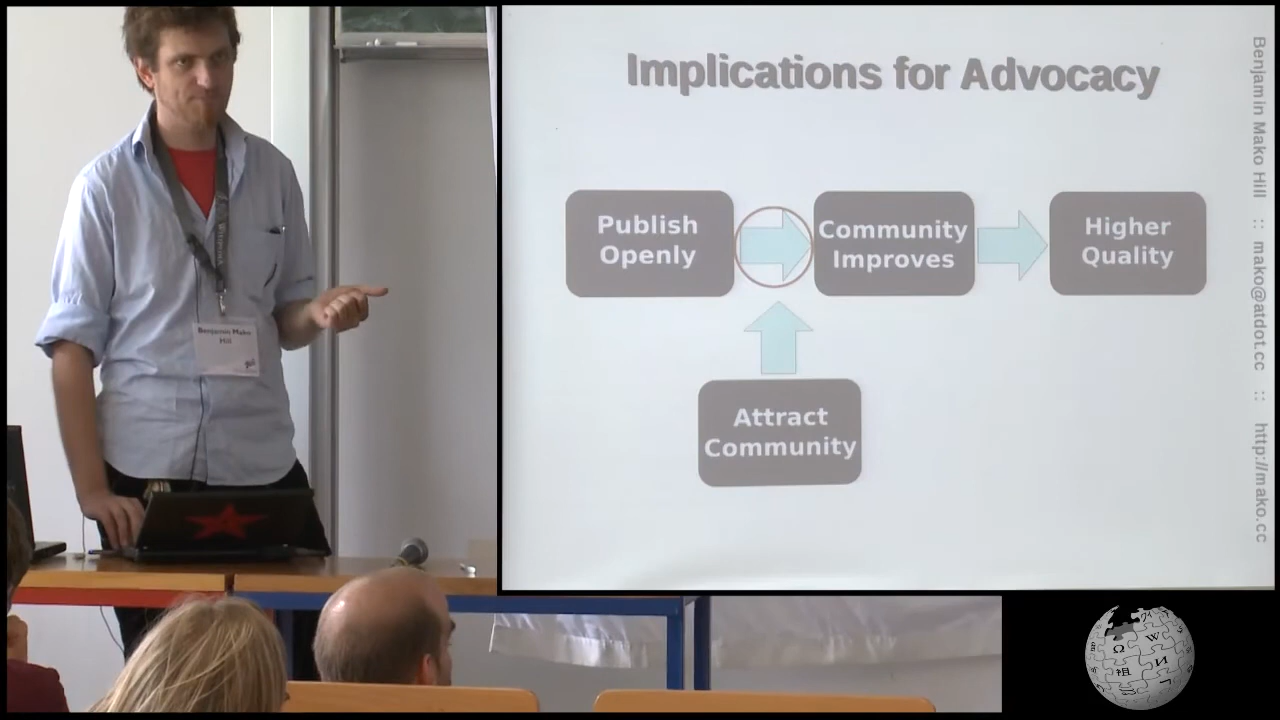 Implications for Advocacy
Publish
Openly
Community
Improves
Higher
Quality
Attract
Community
Benjamin Mako Hill :: mako@atdot.cc :: http://mako.cc
Benjamin Mako
Hill
Ω
W
И
祖